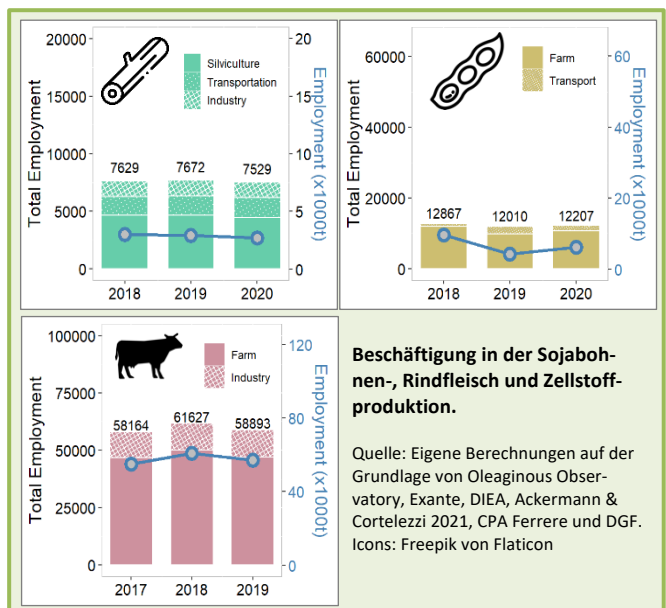 20000
15000
10000
5000
0
Total Employment
Silviculture
Transportation
Industry
7629 7672 7529
20
15
10
5
0
Employment (x1000t)
2018 2019 2020
60000
40000
20000
0
Total Employment
Farm
Transport
12867 12010 12207
60
40
20
0
Employment (x1000t)
2018 2019 2020
100000
75000
50000
25000
0
Total Employment
Farm
Industry
58164 61627 58893
120
80
40
0
Employment (x1000t)
2017 2018 2019
Beschäftigung in der Sojaboh-
nen-, Rindfleisch und Zellstoff-
produktion.
Quelle: Eigene Berechnungen auf der
Grundlage von Oleaginous Obser-
vatory, Exante, DIEA, Ackermann &
Cortelezzi 2021, CPA Ferrere und DGF.
Icons: Freepik von Flaticon